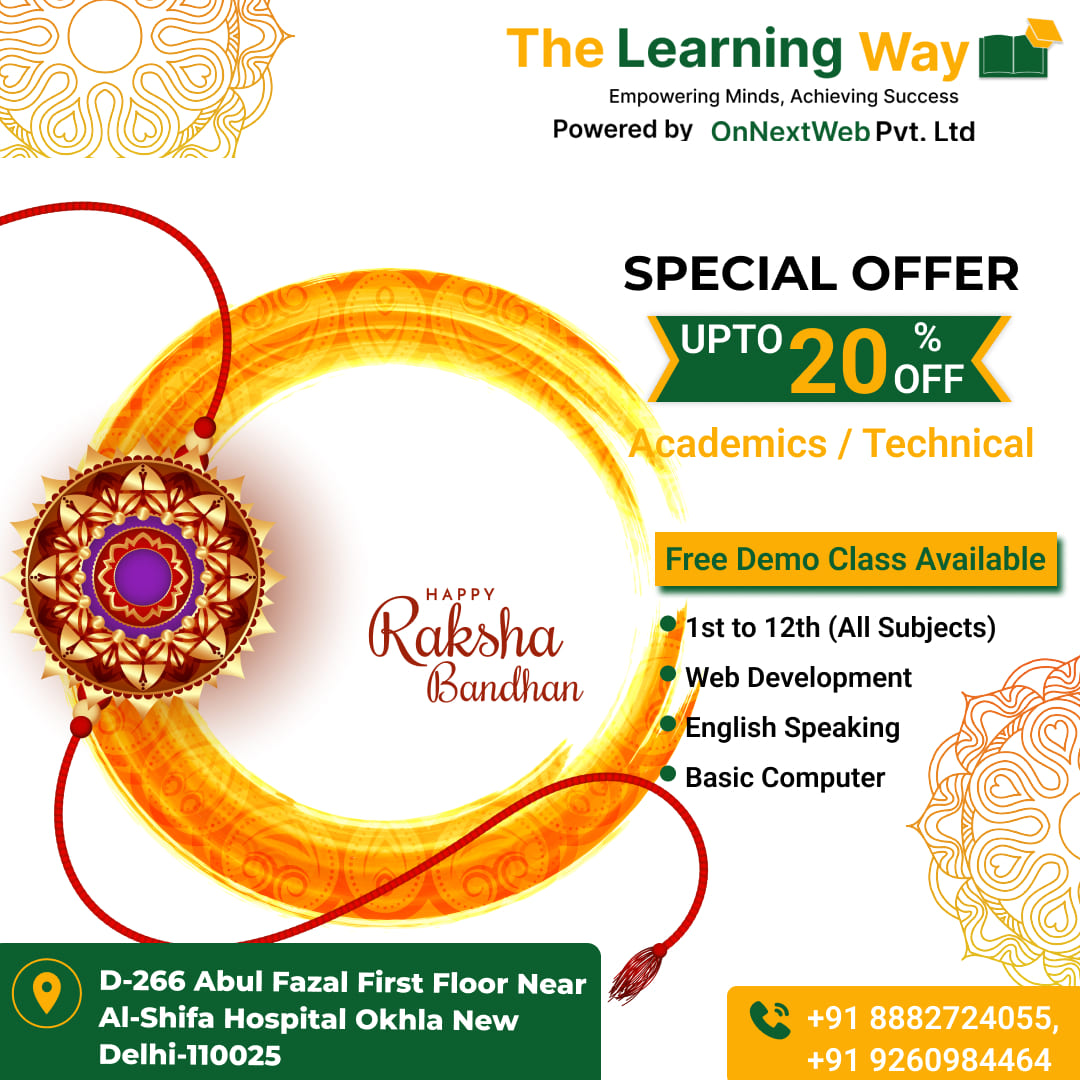 The Learning Way
Empowering Minds, Achieving Success
Powered by OnNextWeb Pvt. Ltd
SPECIAL OFFER
UPTO 20 % OFF
Academics / Technical
Free Demo Class Available
1st to 12th (All Subjects)
Web Development
English Speaking
Basic Computer
HAPPY
Raksha
Bandhan
D-266 Abul Fazal First Floor Near
Al-Shifa Hospital Okhla New
Delhi-110025
+91 8882724055,
+91 9260984464